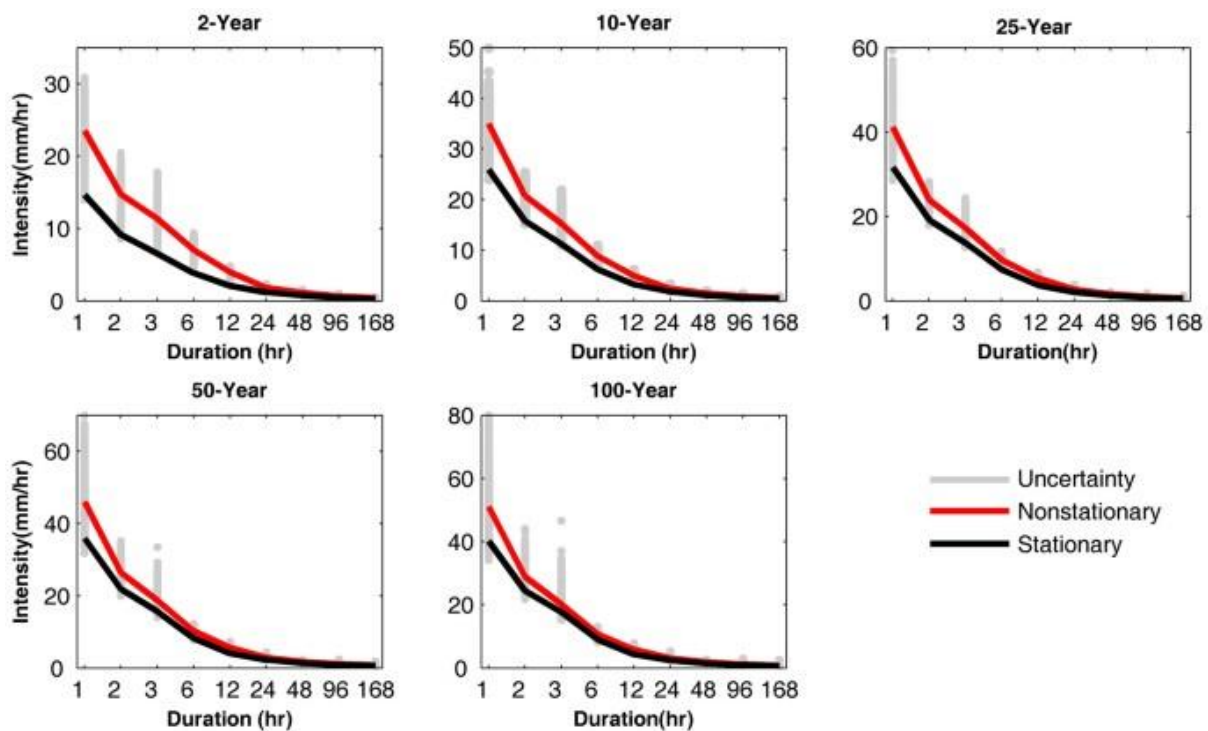 2-Year
10-Year
25-Year
Intensity(mm/hr)
30
20
10
0
1 2 3 6 12 24 48 96 168
Duration (hr)
50
40
30
20
10
0
1 2 3 6 12 24 48 96 168
Duration (hr)
60
40
20
0
1 2 3 6 12 24 48 96 168
Duration(hr)
50-Year
100-Year
Intensity(mm/hr)
60
40
20
0
1 2 3 6 12 24 48 96 168
Duration (hr)
80
60
40
20
0
1 2 3 6 12 24 48 96 168
Duration(hr)
Uncertainty
Nonstationary
Stationary